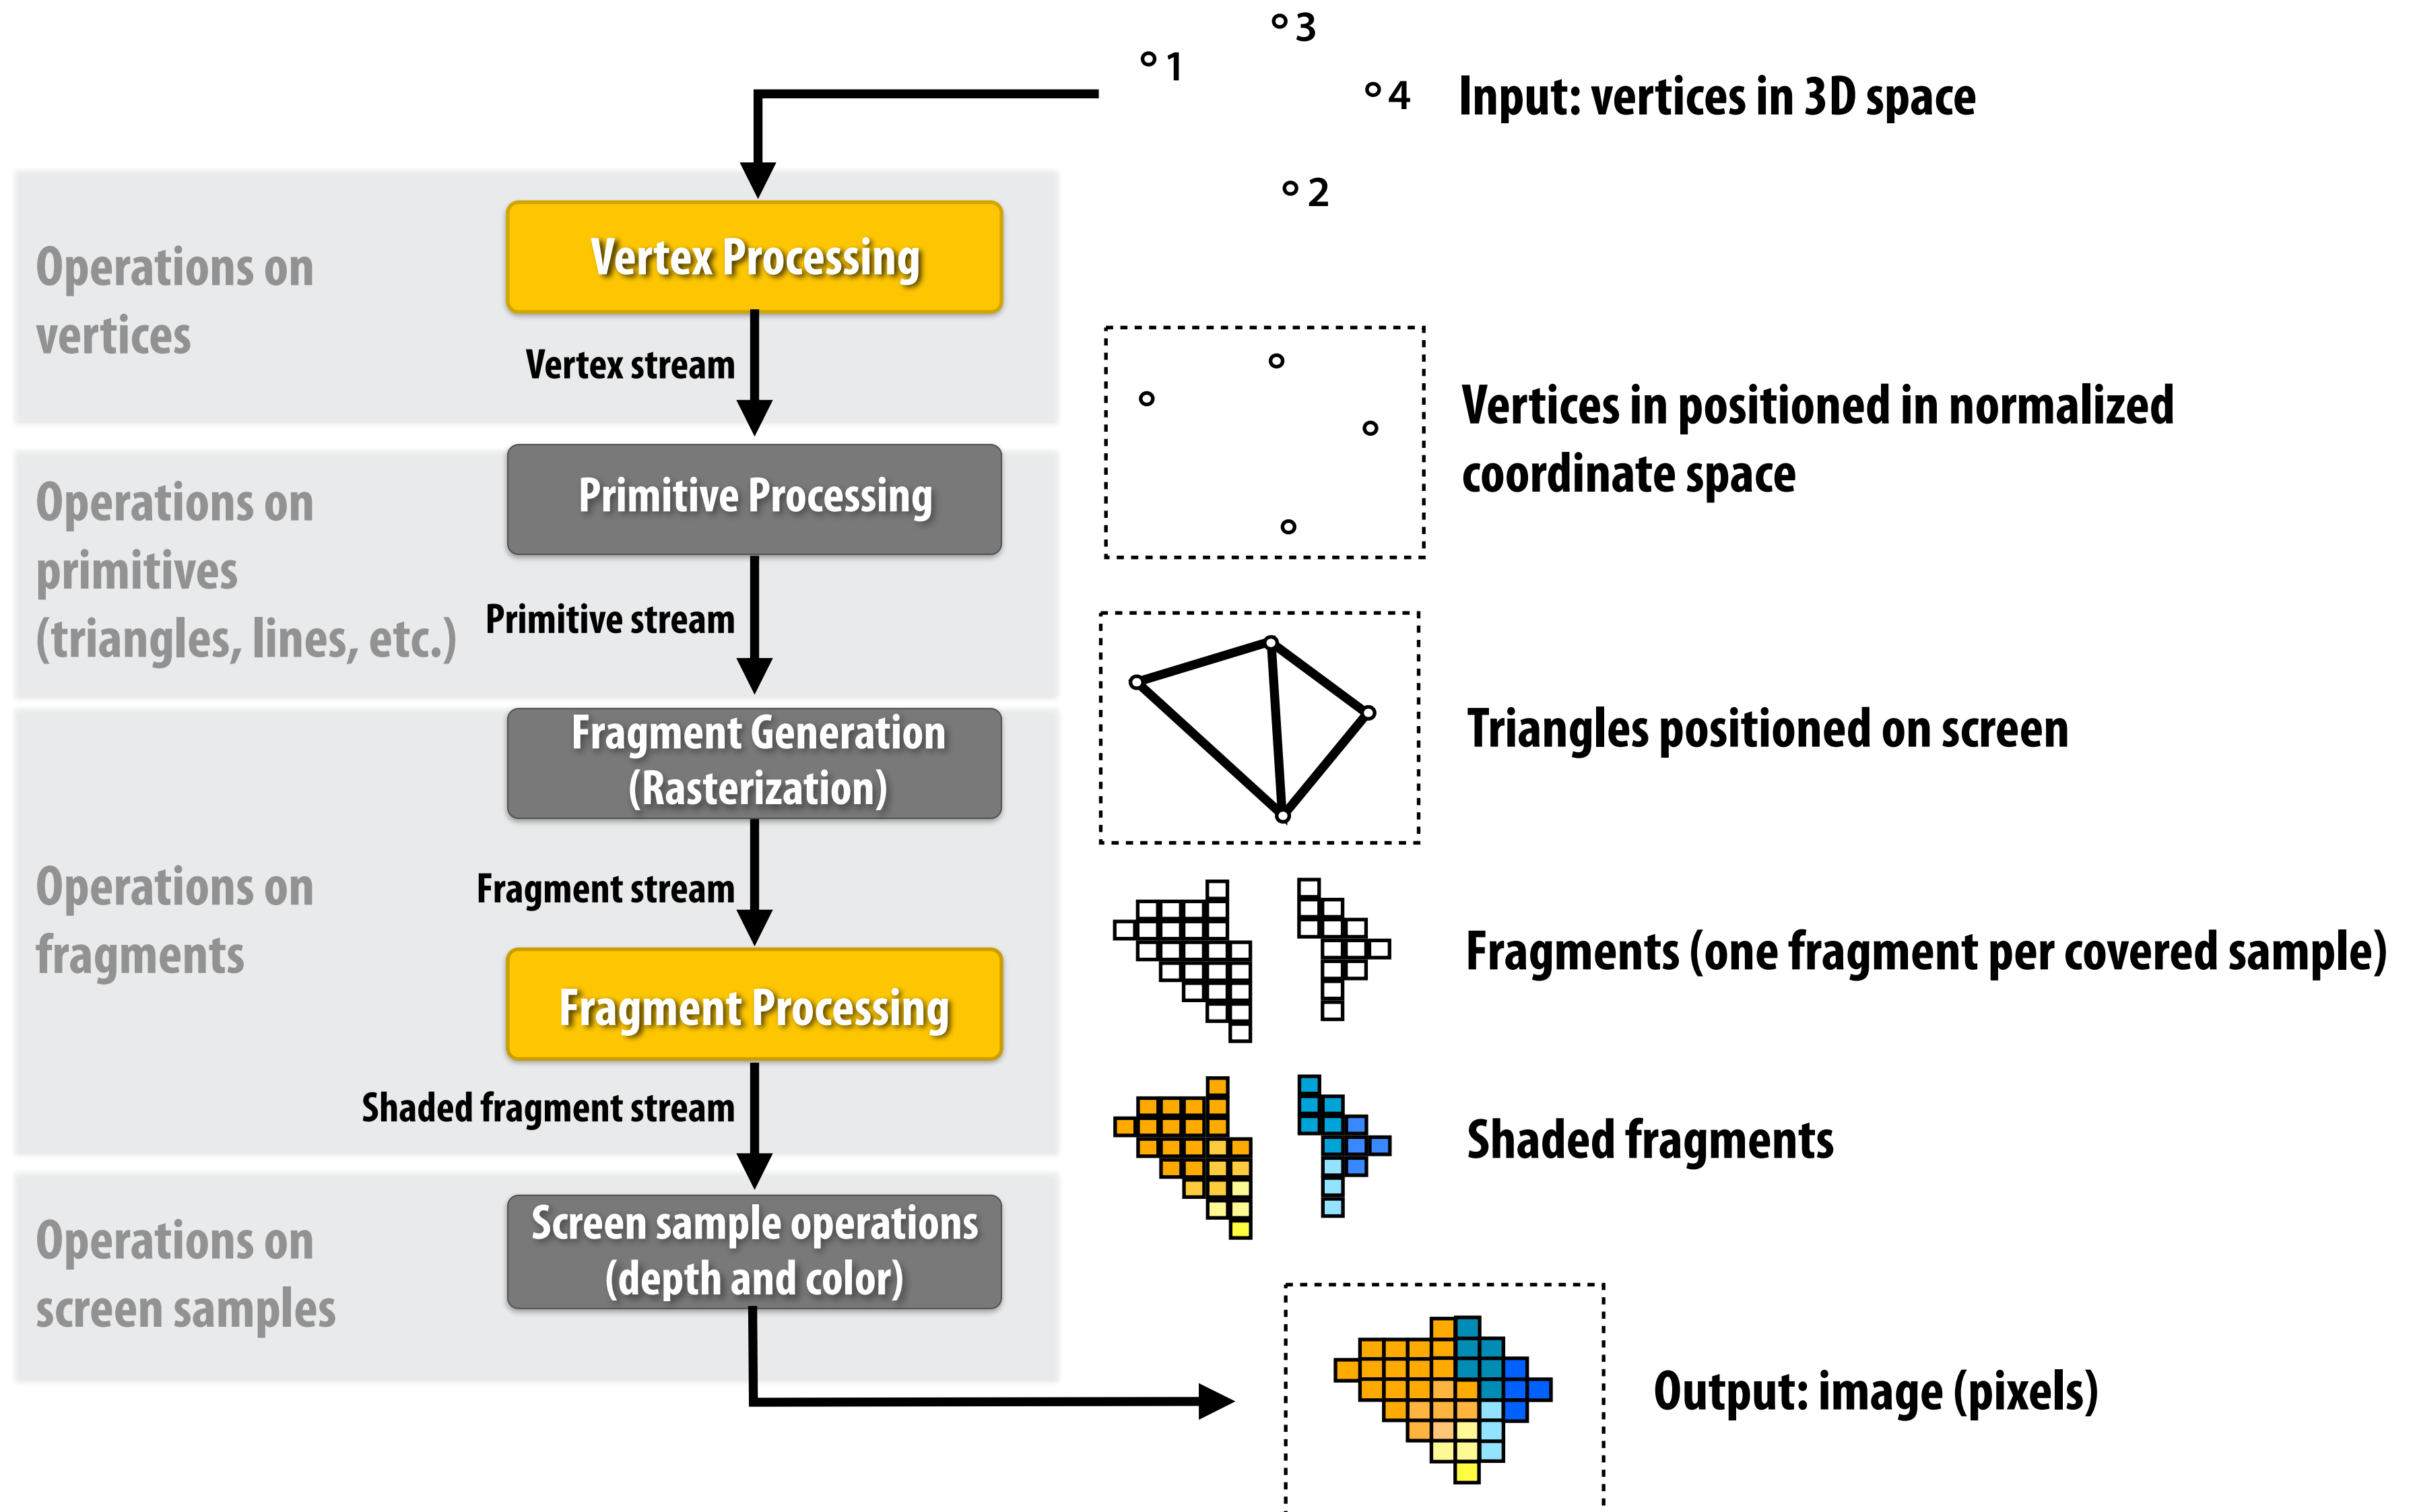 3
1
4
Input: vertices in 3D space
2
Operations on
vertices
Vertex Processing
Vertex stream
Vertices in positioned in normalized
coordinate space
Operations on
primitives
(triangles, lines, etc.)
Primitive Processing
Primitive stream
Triangles positioned on screen
Operations on
fragments
Fragment Generation
(Rasterization)
Fragment stream
Fragments (one fragment per covered sample)
Fragment Processing
Shaded fragment stream
Shaded fragments
Operations on
screen samples
Screen sample operations
(depth and color)
Output: image (pixels)